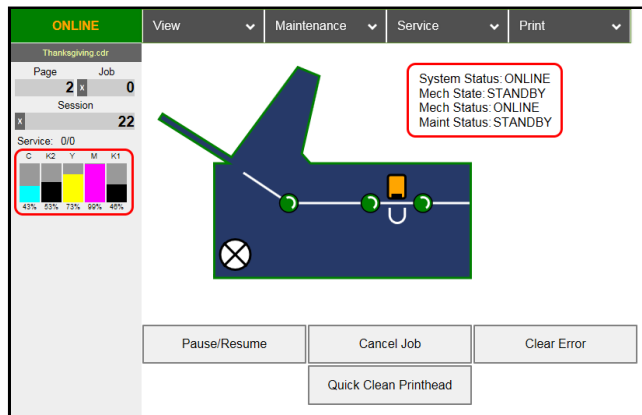 ONLINE View Maintenance Service Print
Thanksgiving.cdr
Page Job
2 x 0
Session
x 22
Service: 0/0
C K2 Y M K1
43% 53% 73% 99% 46%
System Status: ONLINE
Mech State: STANDBY
Mech Status: ONLINE
Maint Status: STANDBY
Pause/Resume Cancel Job Clear Error
Quick Clean Printhead